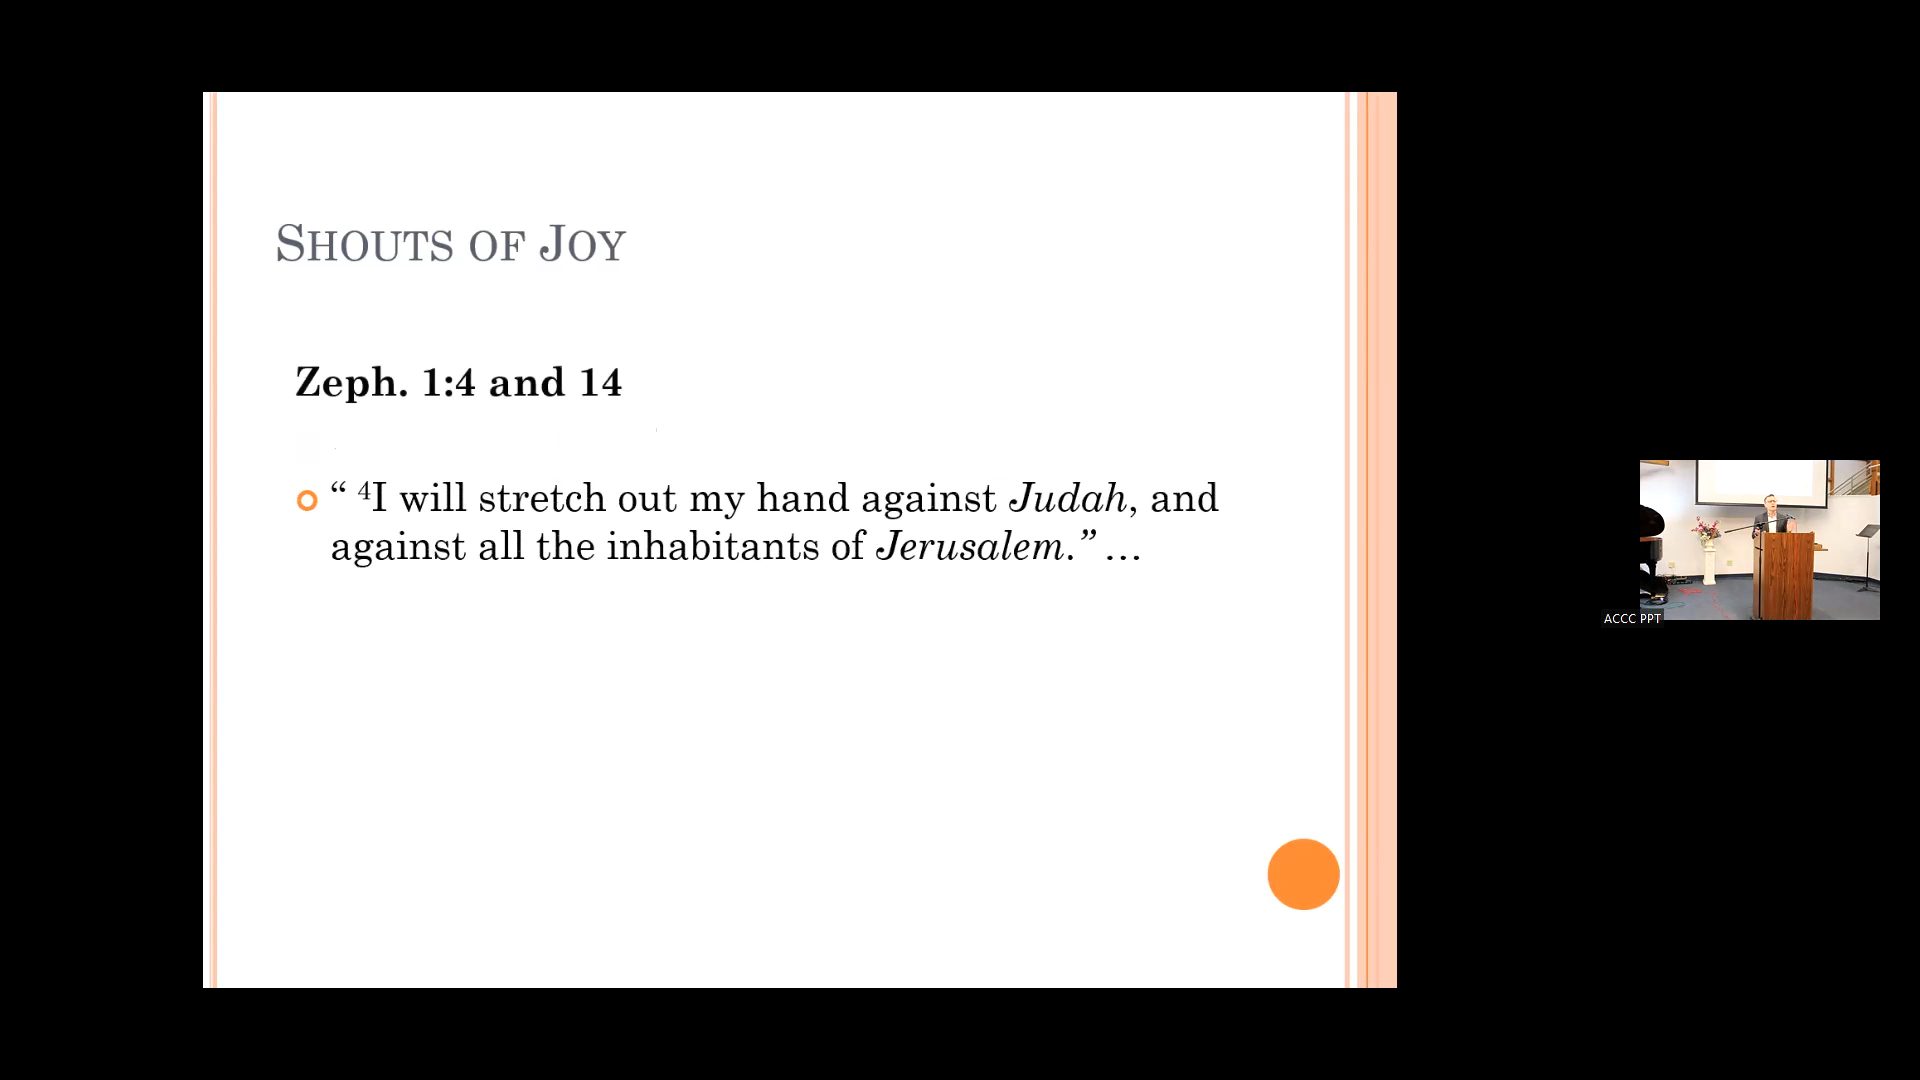 SHOUTS OF JOY
Zeph. 1:4 and 14
“ ⁴I will stretch out my hand against Judah, and
against all the inhabitants of Jerusalem.” …
ACCC PPT